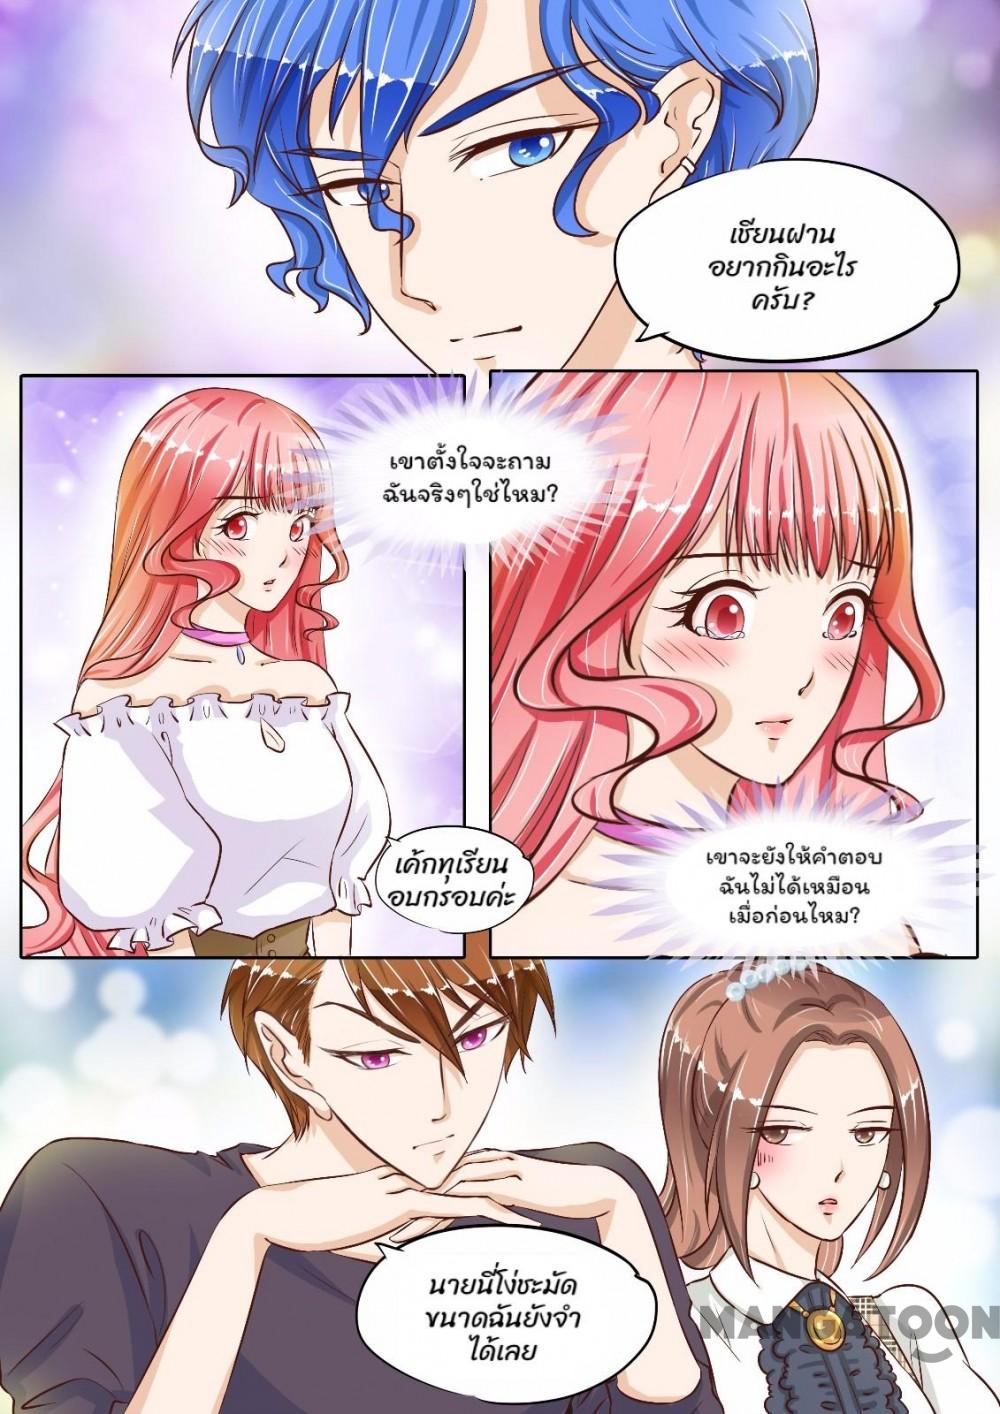 เชียนฝาน
อยากกินอะไร
ครับ?
เขาตั้งใจจะถาม
ฉันจริงๆใช่ไหม?
เค้กทุเรียน
อบกรอบค่ะ
เขาจะยังให้คำตอบ
ฉันไม่ได้เหมือน
เมื่อก่อนไหม?
นายนี่โง่ชะมัด
ขนาดฉันยังจำ
ได้เลย
MANGATOON